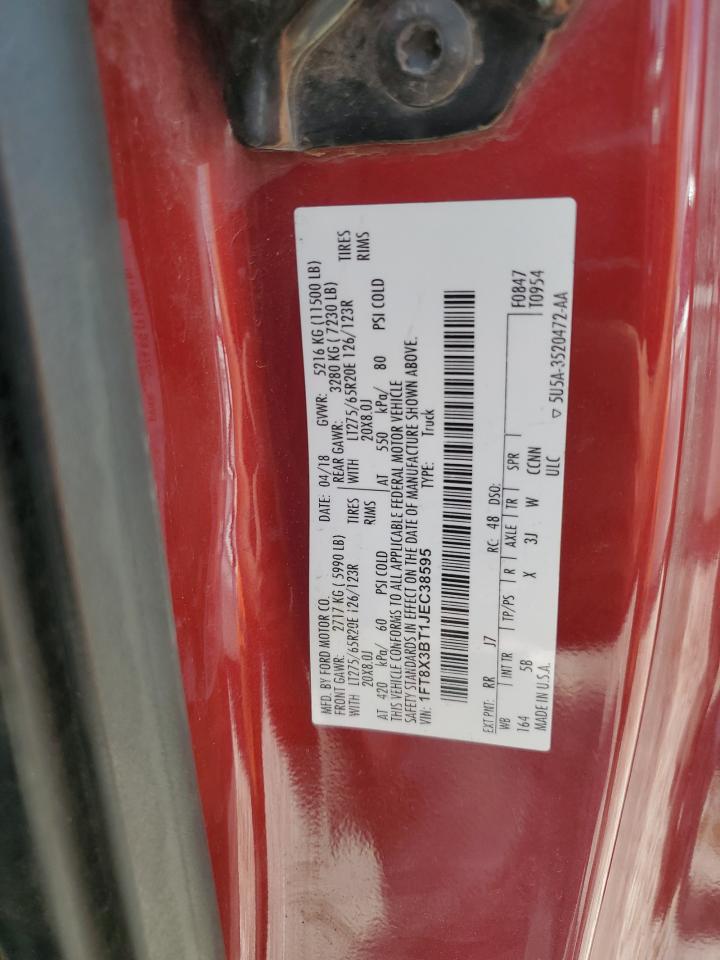 MFD. BY FORD MOTOR CO. DATE: 04/18 GVWR: 5216 KG (11500 LB)
FRONT GAWR: 2717 KG ( 5990 LB) REAR GAWR: 3280 KG ( 7230 LB)
WITH LT275/65R20E 126/123R TIRES WITH LT275/65R20E 126/123R TIRES
20X8.0J RIMS 20X8.0J RIMS
AT 420 kPa/ 60 PSI COLD AT 550 kPa/ 80 PSI COLD
THIS VEHICLE CONFORMS TO ALL APPLICABLE FEDERAL MOTOR VEHICLE
SAFETY STANDARDS IN EFFECT ON THE DATE OF MANUFACTURE SHOWN ABOVE.
VIN: 1FT8X3BT1JEC38595 TYPE: Truck
EXT PNT: RR J7 RC: 48 DSO: F0847
WB INT TR TP/PS R AXLE TR SPR T0954
164 5B X 3J W CCNN
MADE IN U.S.A. ULC ▽ 5U5A-3520472-AA